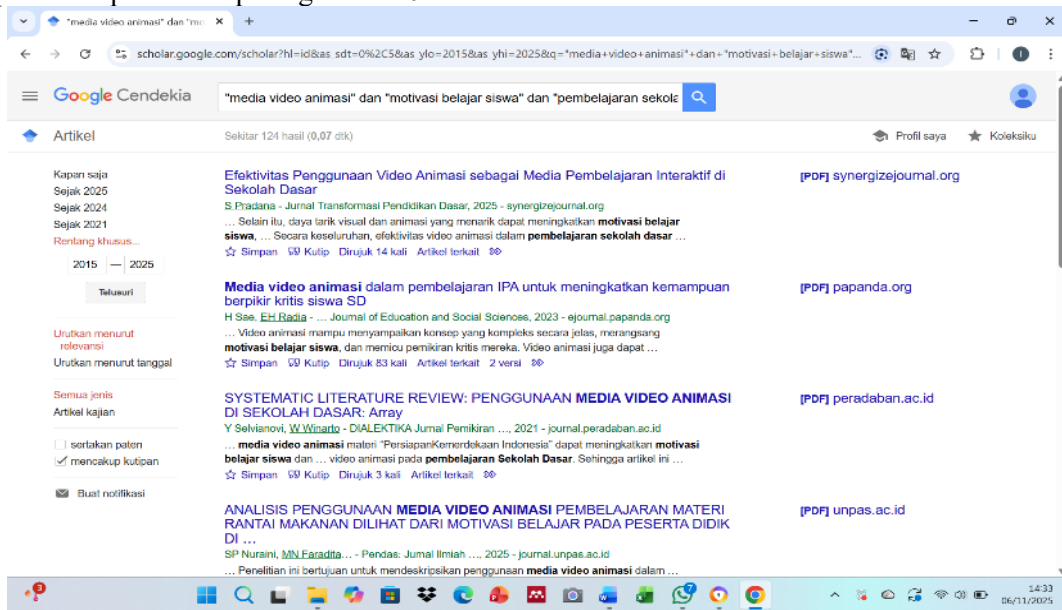 "media video animasi" dan "mo
scholar.google.com/scholar?hl=id&as_sdt=0%2C5&as_ylo=2015&as_yhi=2025&q="media+video+animasi"+dan+"motivasi+belajar+siswa"...
Google Cendekia
"media video animasi" dan "motivasi belajar siswa" dan "pembelajaran sekola
Artikel
Sekitar 124 hasil (0,07 dtk)
Profil saya
Koleksiku
Kapan saja
Sejak 2025
Sejak 2024
Sejak 2021
Rentang khusus...
2015 — 2025
Telusuri
Urutkan menurut
relevansi
Urutkan menurut tanggal
Semua jenis
Artikel kajian
sertakan paten
mencakup kutipan
Buat notifikasi
Efektivitas Penggunaan Video Animasi sebagai Media Pembelajaran Interaktif di
Sekolah Dasar
[PDF] synergizejournal.org
S Pradana - Jurnal Transformasi Pendidikan Dasar, 2025 - synergizejournal.org
... Selain itu, daya tarik visual dan animasi yang menarik dapat meningkatkan motivasi belajar
siswa, ... Secara keseluruhan, efektivitas video animasi dalam pembelajaran sekolah dasar ...
Simpan Kutip Dirujuk 14 kali Artikel terkait
Media video animasi dalam pembelajaran IPA untuk meningkatkan kemampuan
berpikir kritis siswa SD
[PDF] papanda.org
H Sae, EH Radia - ... Journal of Education and Social Sciences, 2023 - ejournal.papanda.org
... Video animasi mampu menyampaikan konsep yang kompleks secara jelas, merangsang
motivasi belajar siswa, dan memicu pemikiran kritis mereka. Video animasi juga dapat ...
Simpan Kutip Dirujuk 83 kali Artikel terkait 2 versi
SYSTEMATIC LITERATURE REVIEW: PENGGUNAAN MEDIA VIDEO ANIMASI
DI SEKOLAH DASAR: Array
[PDF] peradaban.ac.id
Y Selvianovi, W Winarto - DIALEKTIKA Jurnal Pemikiran ..., 2021 - journal.peradaban.ac.id
... media video animasi materi "PersiapanKemerdekaan Indonesia" dapat meningkatkan motivasi
belajar siswa dan ... video animasi pada pembelajaran Sekolah Dasar. Sehingga artikel ini ...
Simpan Kutip Dirujuk 3 kali Artikel terkait
ANALISIS PENGGUNAAN MEDIA VIDEO ANIMASI PEMBELAJARAN MATERI
RANTAI MAKANAN DILIHAT DARI MOTIVASI BELAJAR PADA PESERTA DIDIK
DI ...
[PDF] unpas.ac.id
SP Nuraini, MN Faradita... - Pendas: Jurnal Ilmiah ..., 2025 - journal.unpas.ac.id
... Penelitian ini bertujuan untuk mendeskripsikan penggunaan media video animasi dalam ...
14:33
06/11/2025